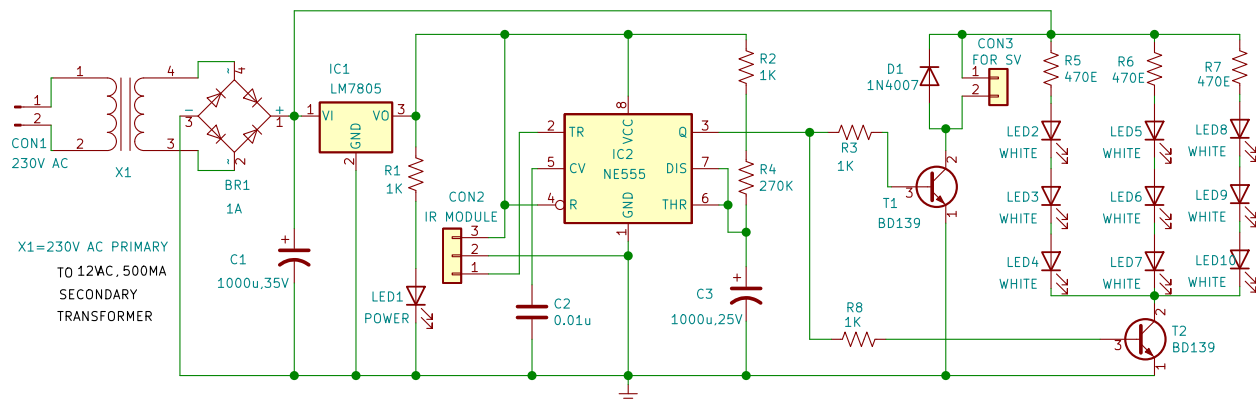 CON1
230V AC
1
2
1
2
4
3
X1
~
4
-
3
+
1
~
2
BR1
1A
X1=230V AC PRIMARY
TO 12VAC, 500MA
SECONDARY
TRANSFORMER
+
C1
1000u,35V
IC1
LM7805
1
VI
VO
3
GND
2
R1
1K
LED1
POWER
CON2
IR MODULE
3
2
1
2
TR
5
CV
4
R
8
VCC
IC2
NE555
GND
1
Q
3
DIS
7
THR
6
C2
0.01u
R2
1K
R4
270K
+
C3
1000u,25V
R3
1K
R8
1K
D1
1N4007
CON3
FOR SV
1
2
2
3
1
T1
BD139
R5
470E
R6
470E
R7
470E
LED2
WHITE
LED5
WHITE
LED8
WHITE
LED3
WHITE
LED6
WHITE
LED9
WHITE
LED4
WHITE
LED7
WHITE
LED10
WHITE
2
3
1
T2
BD139